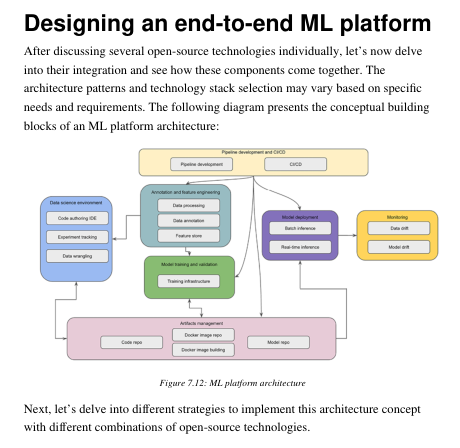 Designing an end-to-end ML platform
After discussing several open-source technologies individually, let's now delve
into their integration and see how these components come together. The
architecture patterns and technology stack selection may vary based on specific
needs and requirements. The following diagram presents the conceptual building
blocks of an ML platform architecture:
Pipeline development and CI/CD
Pipeline development
CI/CD
Data science environment
Code authoring IDE
Experiment tracking
Data wrangling
Annotation and feature engineering
Data processing
Data annotation
Feature store
Model training and validation
Training infrastructure
Model deployment
Batch inference
Real-time inference
Monitoring
Data drift
Model drift
Artifacts management
Code repo
Docker image repo
Docker image building
Model repo
Figure 7.12: ML platform architecture
Next, let's delve into different strategies to implement this architecture concept
with different combinations of open-source technologies.